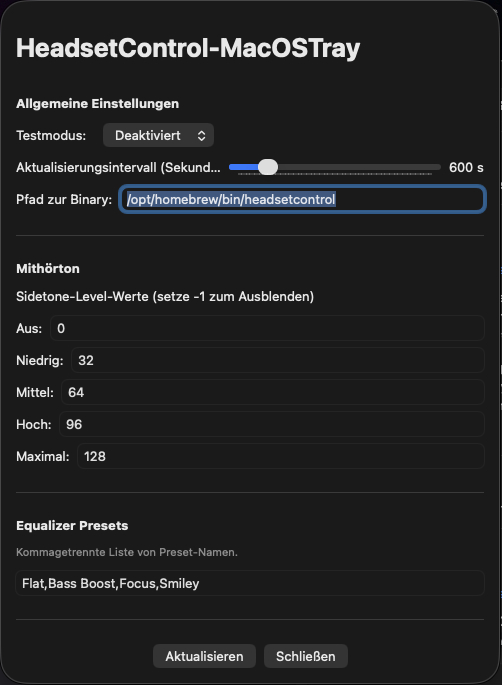 HeadsetControl-MacOSTray
Allgemeine Einstellungen
Testmodus: Deaktiviert
Aktualisierungsintervall (Sekund... 600 s
Pfad zur Binary: /opt/homebrew/bin/headsetcontrol
Mithörton
Sidetone-Level-Werte (setze -1 zum Ausblenden)
Aus: 0
Niedrig: 32
Mittel: 64
Hoch: 96
Maximal: 128
Equalizer Presets
Kommagetrennte Liste von Preset-Namen.
Flat,Bass Boost,Focus,Smiley
Aktualisieren Schließen